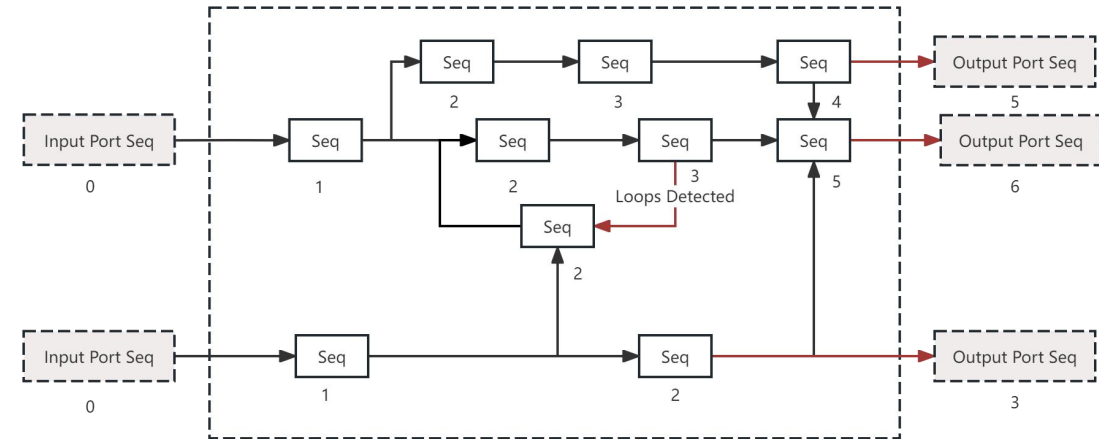 Seq
Seq
Seq
Output Port Seq
2
3
4
5
Input Port Seq
Seq
Seq
Seq
Seq
Output Port Seq
0
1
2
3
5
6
Loops Detected
Seq
2
Input Port Seq
Seq
Seq
Output Port Seq
0
1
2
3